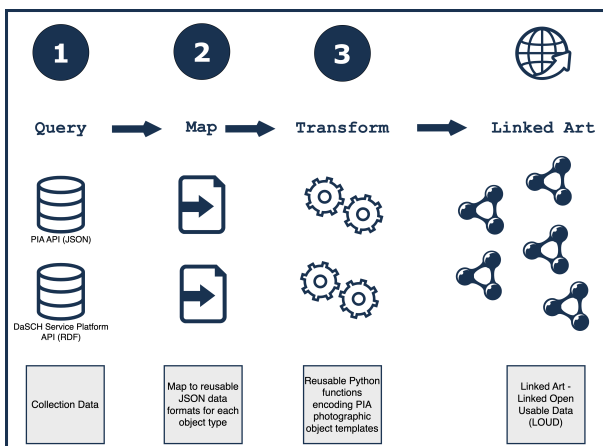 1
2
3
Query
Map
Transform
Linked Art
PIA API (JSON)
DaSCH Service Platform
API (RDF)
Collection Data
Map to reusable
JSON data
formats for each
object type
Reusable Python
functions
encoding PIA
photographic
object templates
Linked Art -
Linked Open
Usable Data
(LOUD)